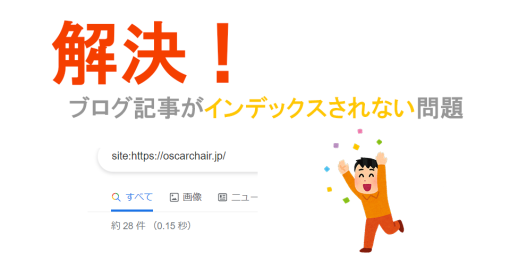 解決！
ブログ記事がインデックスされない問題
site:https://oscarchair.jp/
すべて 画像 ニュー
約 28 件 （0.15 秒）